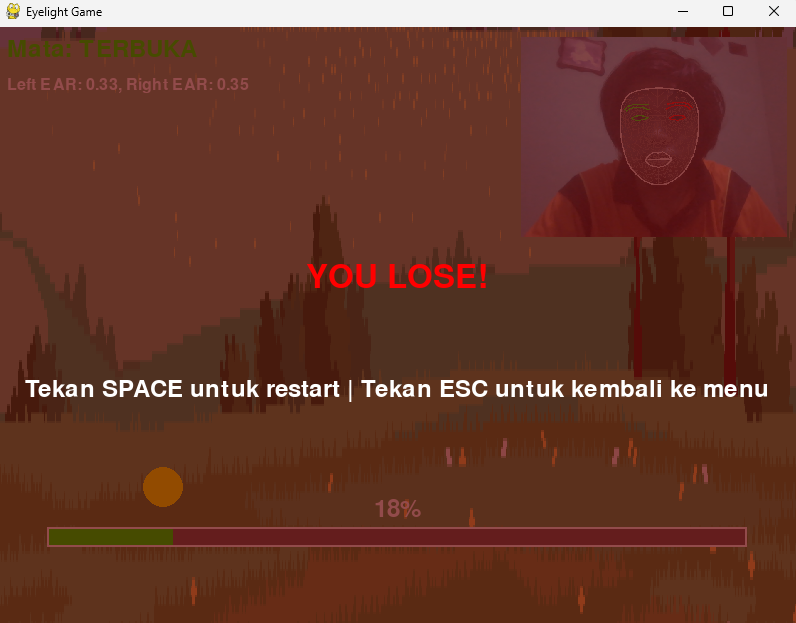 Eyelight Game
Mata: TERBUKA
Left EAR: 0.33, Right EAR: 0.35
YOU LOSE!
Tekan SPACE untuk restart | Tekan ESC untuk kembali ke menu
18%